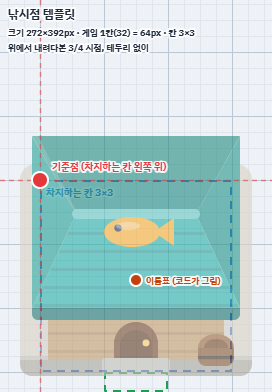 낚시점 템플릿
크기 272×392px · 게임 1칸(32) = 64px · 칸 3×3
위에서 내려다본 3/4 시점, 테두리 없이
기준점 (차지하는 칸 왼쪽 위)
차지하는 칸 3×3
이름표 (코드가 그림)